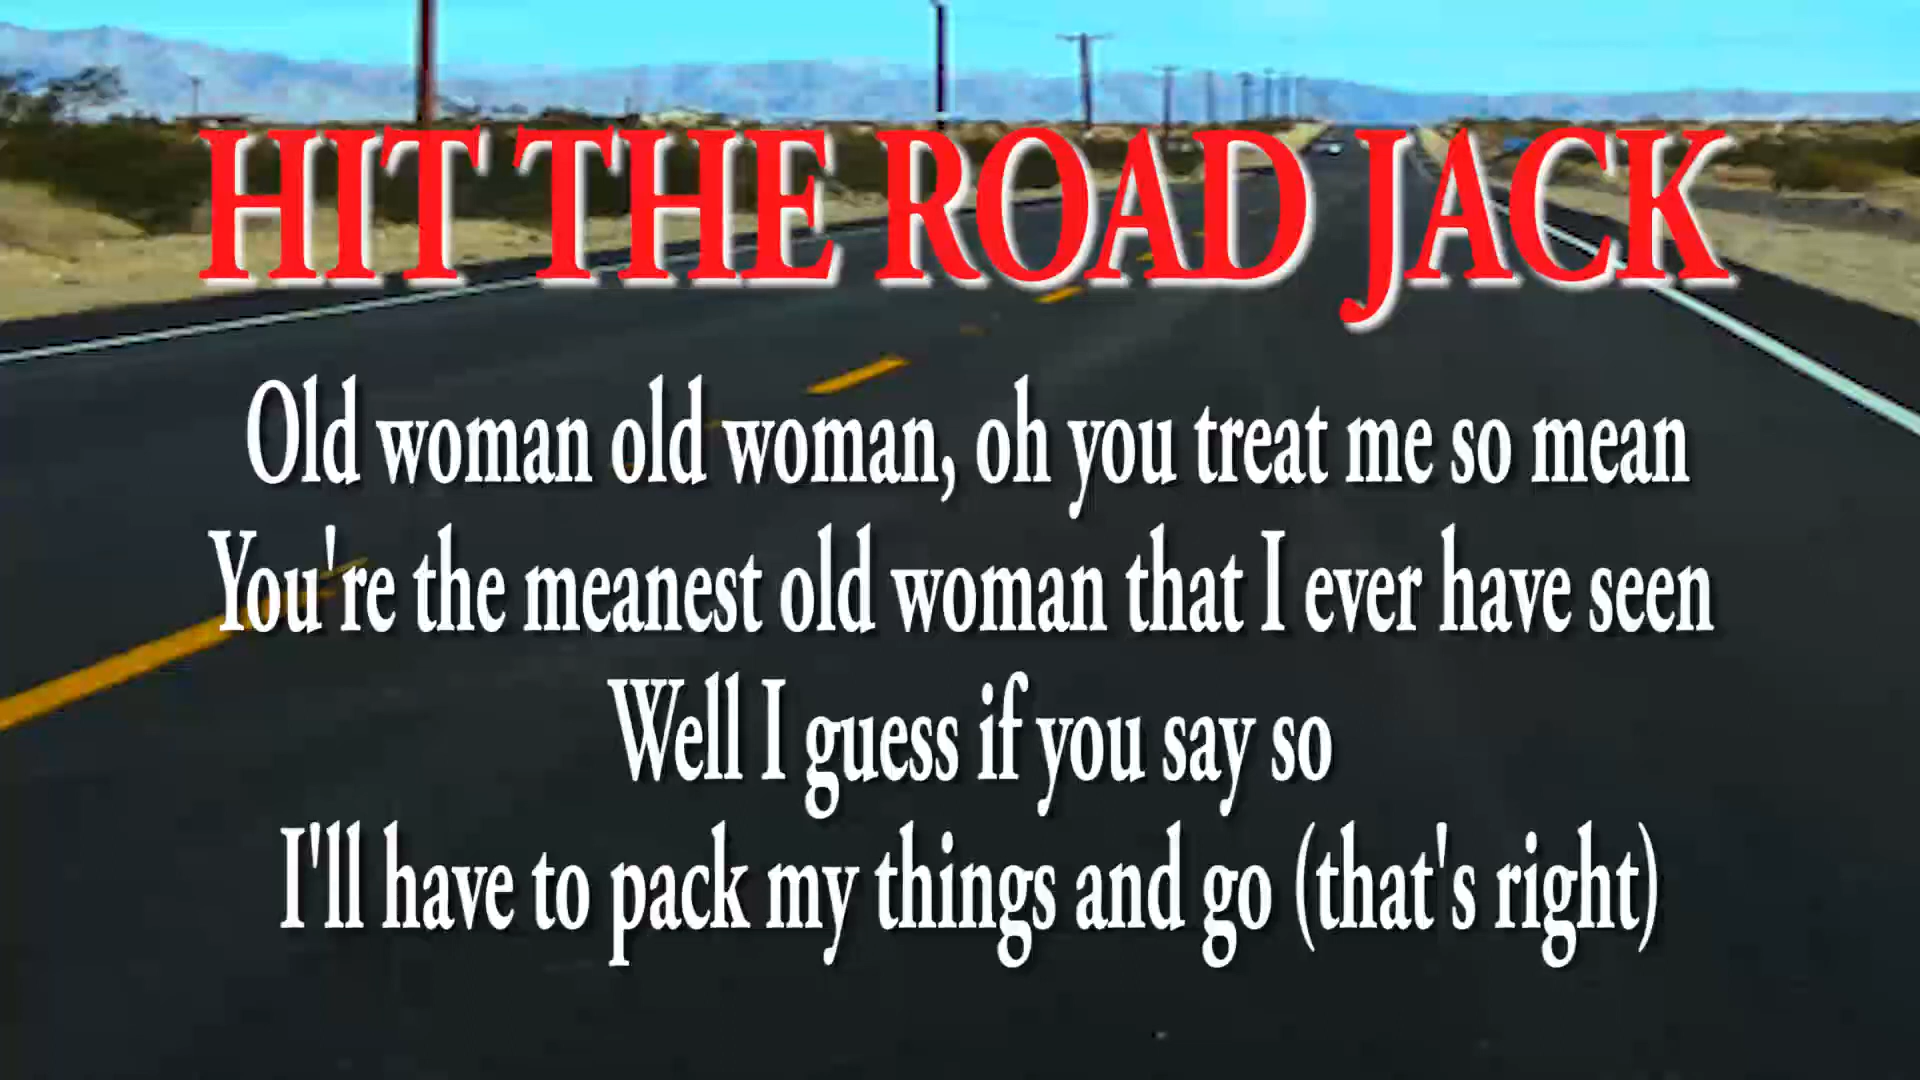 HIT THE ROAD JACK
Old woman old woman, oh you treat me so mean
You're the meanest old woman that I ever have seen
Well I guess if you say so
I'll have to pack my things and go (that's right)